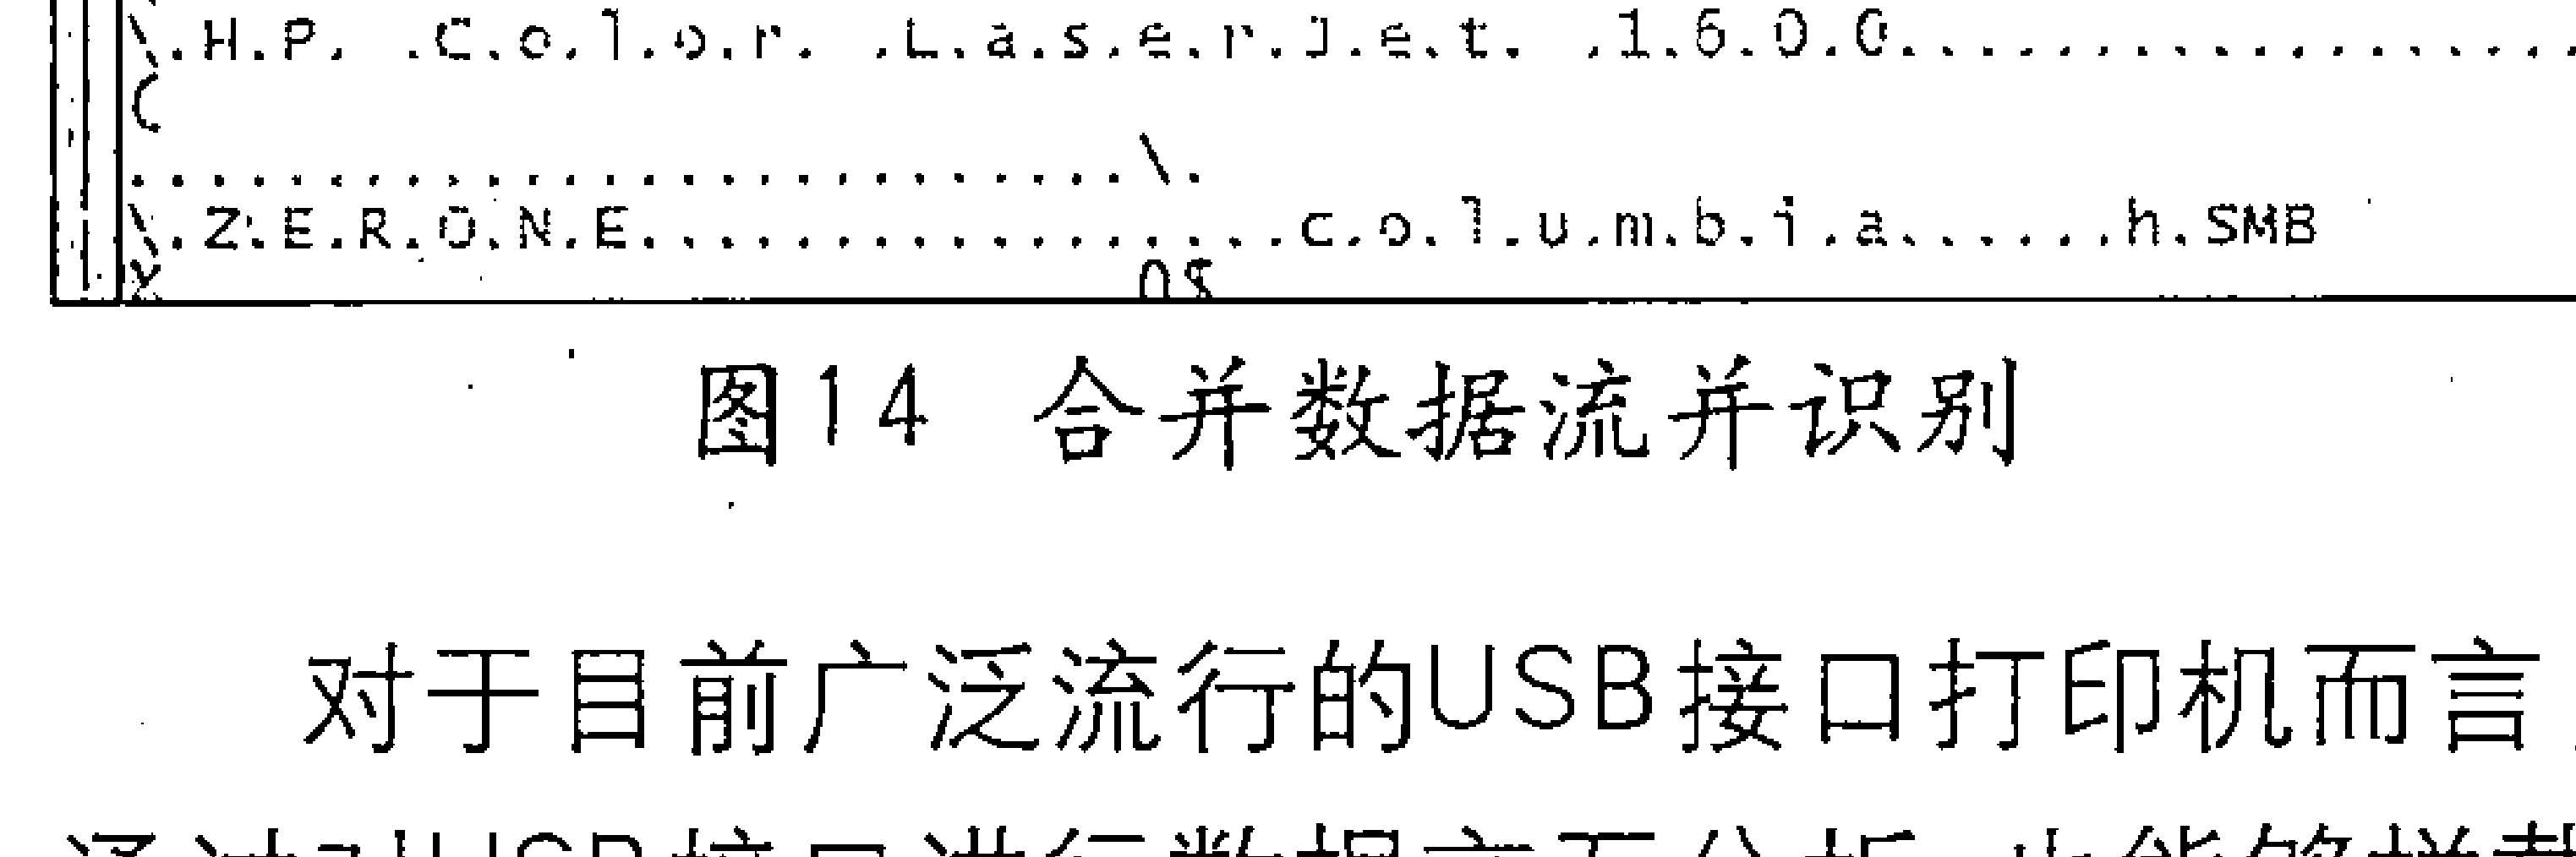 \.H.P. .C.o.l.o.r. .L.a.s.e.r.J.e.t. .1.6.0.0..................
(
..........................\.
\.Z.E.R.O.N.E.................c.o.l.u.m.b.i.a......h.SMB
图14 合并数据流并识别
对于目前广泛流行的USB接口打印机而言